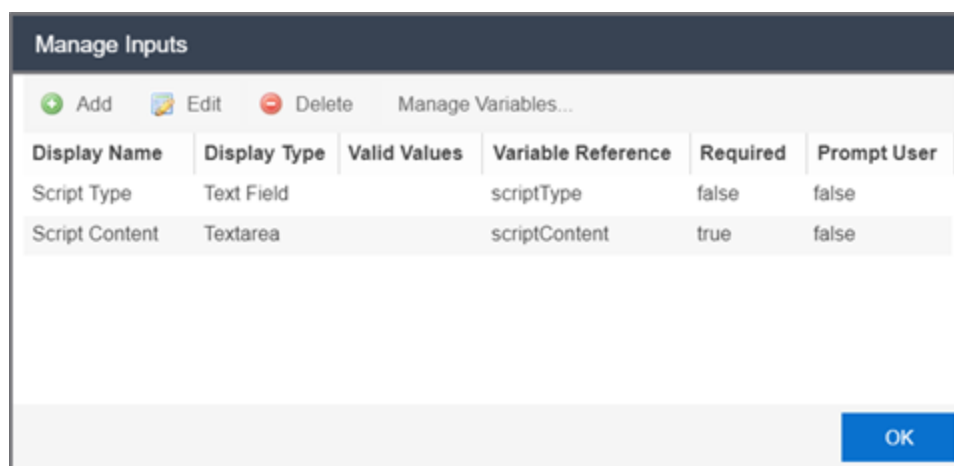 Manage Inputs
Add Edit Delete Manage Variables...
Display Name Display Type Valid Values Variable Reference Required Prompt User
Script Type Text Field scriptType false false
Script Content Textarea scriptContent true false
OK